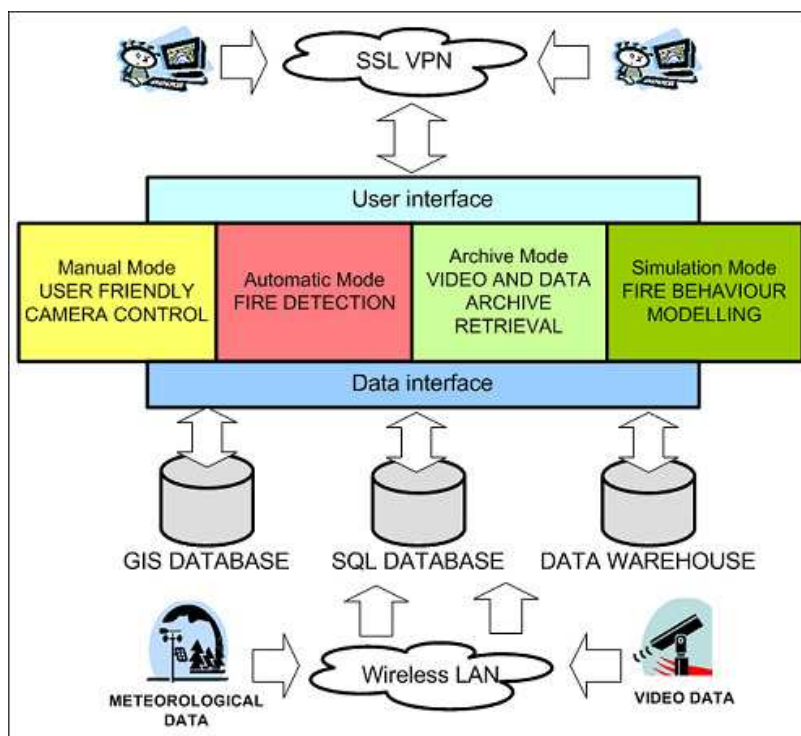 SSL VPN
User interface
Manual Mode
USER FRIENDLY
CAMERA CONTROL
Automatic Mode
FIRE DETECTION
Archive Mode
VIDEO AND DATA
ARCHIVE
RETRIEVAL
Simulation Mode
FIRE BEHAVIOUR
MODELLING
Data interface
GIS DATABASE
SQL DATABASE
DATA WAREHOUSE
METEOROLOGICAL
DATA
Wireless LAN
VIDEO DATA